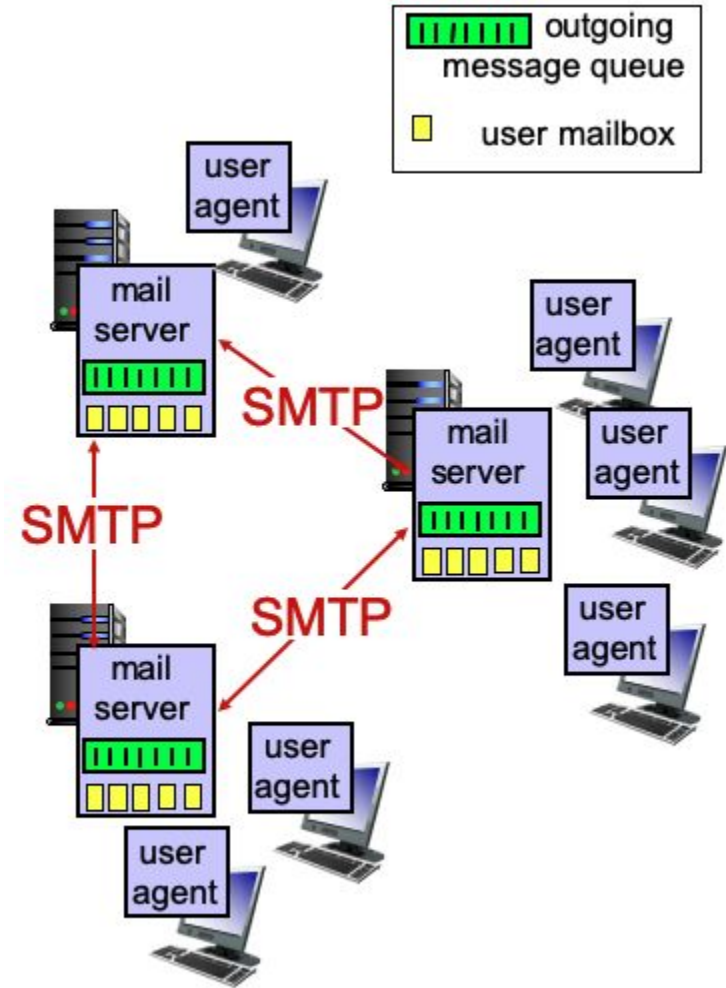 outgoing
message queue
user mailbox
user
agent
mail
server
SMTP
user
agent
mail
server
user
agent
SMTP
SMTP
user
agent
mail
server
user
agent
user
agent